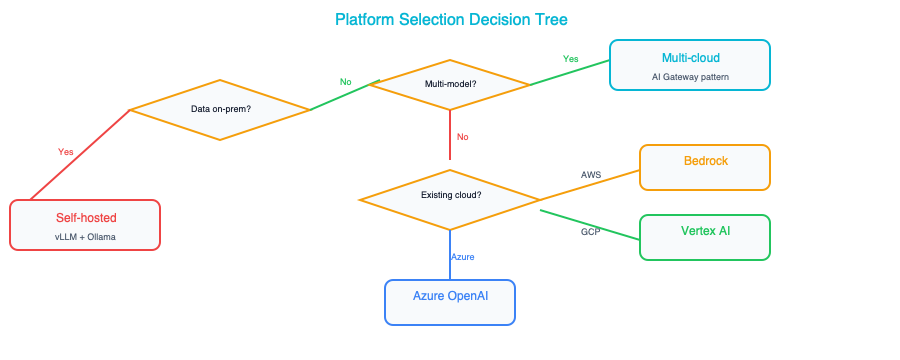 Platform Selection Decision Tree
Data on-prem?
Yes
Self-hosted
vLLM + Ollama
No
Multi-model?
Yes
Multi-cloud
AI Gateway pattern
No
Existing cloud?
AWS
Bedrock
GCP
Vertex AI
Azure
Azure OpenAI